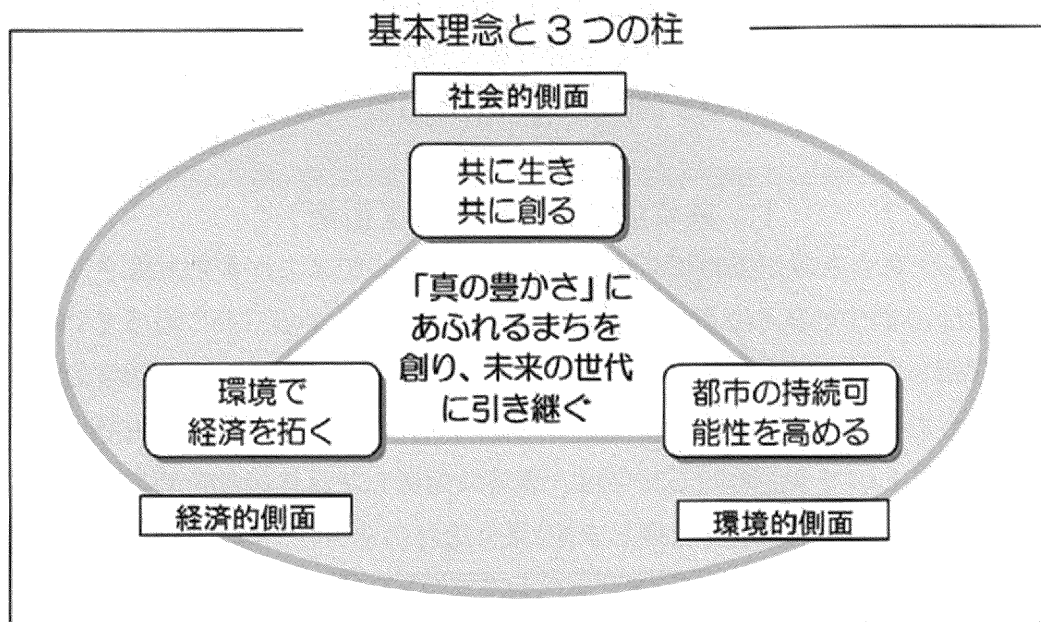 基本理念と3つの柱
社会的側面
共に生き
共に創る
「真の豊かさ」に
あふれるまちを
創り、未来の世代
に引き継ぐ
環境で
経済を拓く
都市の持続可
能性を高める
経済的側面
環境的側面